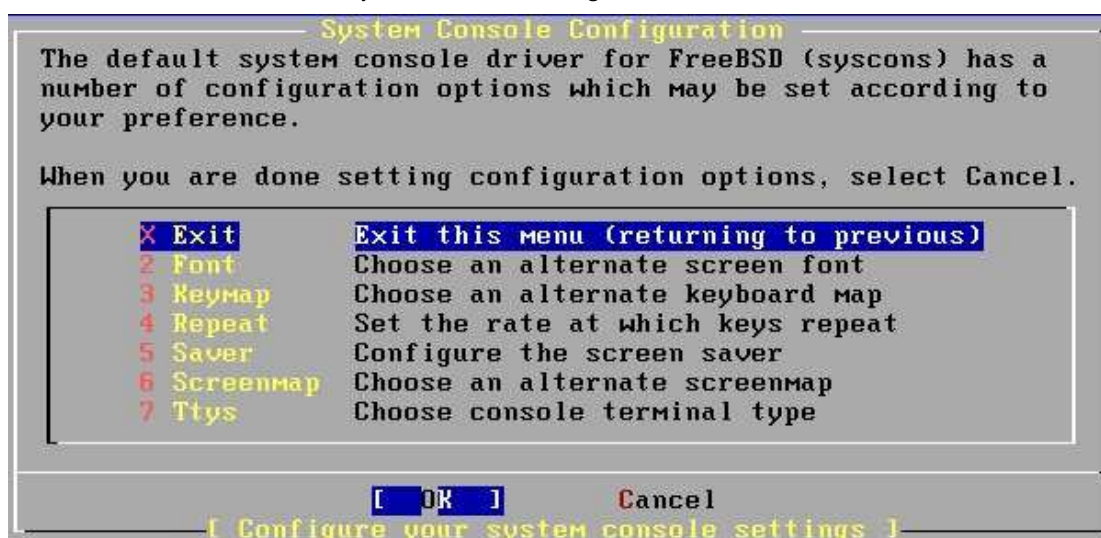 System Console Configuration
The default system console driver for FreeBSD (syscons) has a
number of configuration options which may be set according to
your preference.
When you are done setting configuration options, select Cancel.
X Exit Exit this menu (returning to previous)
2 Font Choose an alternate screen font
3 Keymap Choose an alternate keyboard map
4 Repeat Set the rate at which keys repeat
5 Saver Configure the screen saver
6 Screenmap Choose an alternate screenmap
7 Ttys Choose console terminal type
[ OK ] Cancel
[ Configure your system console settings ]